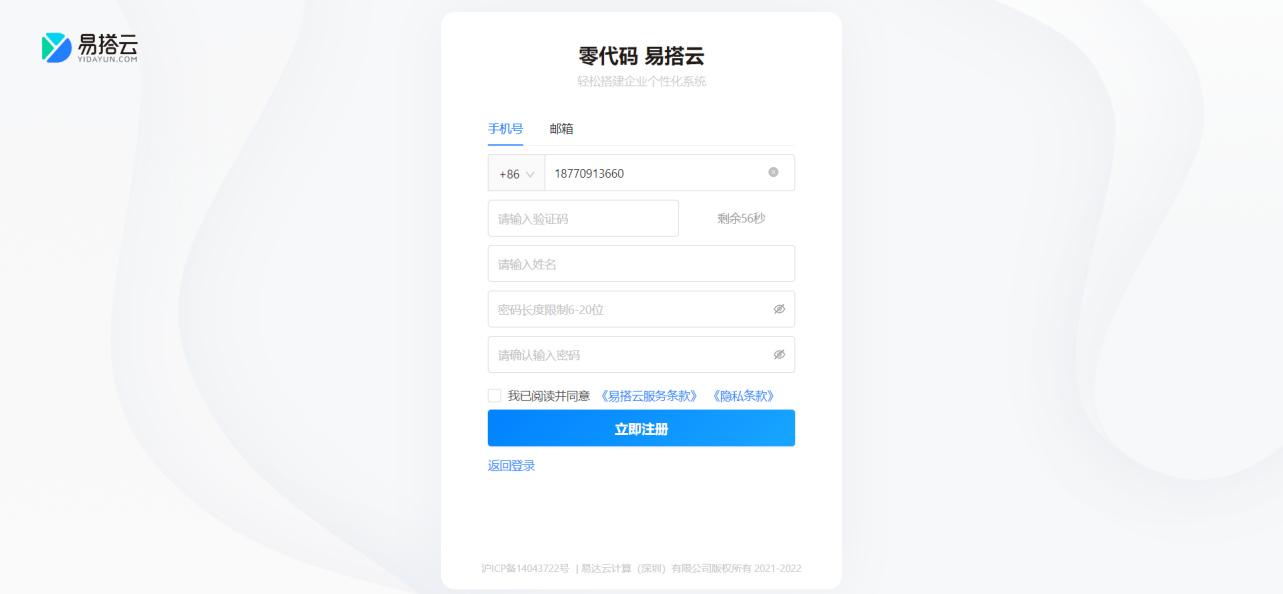 易搭云
YIDAYUN.COM
零代码 易搭云
轻松搭建企业个性化系统
手机号 邮箱
+86 18770913660
请输入验证码 剩余56秒
请输入姓名
密码长度限制6-20位
请确认输入密码
我已阅读并同意 《易搭云服务条款》 《隐私条款》
立即注册
返回登录
沪ICP备14043722号 | 易达云计算（深圳）有限公司版权所有 2021-2022